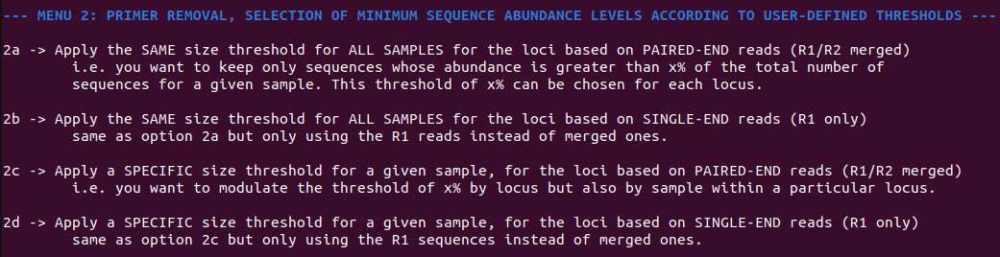 --- MENU 2: PRIMER REMOVAL, SELECTION OF MINIMUM SEQUENCE ABUNDANCE LEVELS ACCORDING TO USER-DEFINED THRESHOLDS ---
2a -> Apply the SAME size threshold for ALL SAMPLES for the loci based on PAIRED-END reads (R1/R2 merged)
i.e. you want to keep only sequences whose abundance is greater than x% of the total number of
sequences for a given sample. This threshold of x% can be chosen for each locus.
2b -> Apply the SAME size threshold for ALL SAMPLES for the loci based on SINGLE-END reads (R1 only)
same as option 2a but only using the R1 reads instead of merged ones.
2c -> Apply a SPECIFIC size threshold for a given sample, for the loci based on PAIRED-END reads (R1/R2 merged)
i.e. you want to modulate the threshold of x% by locus but also by sample within a particular locus.
2d -> Apply a SPECIFIC size threshold for a given sample, for the loci based on SINGLE-END reads (R1 only)
same as option 2c but only using the R1 sequences instead of merged ones.